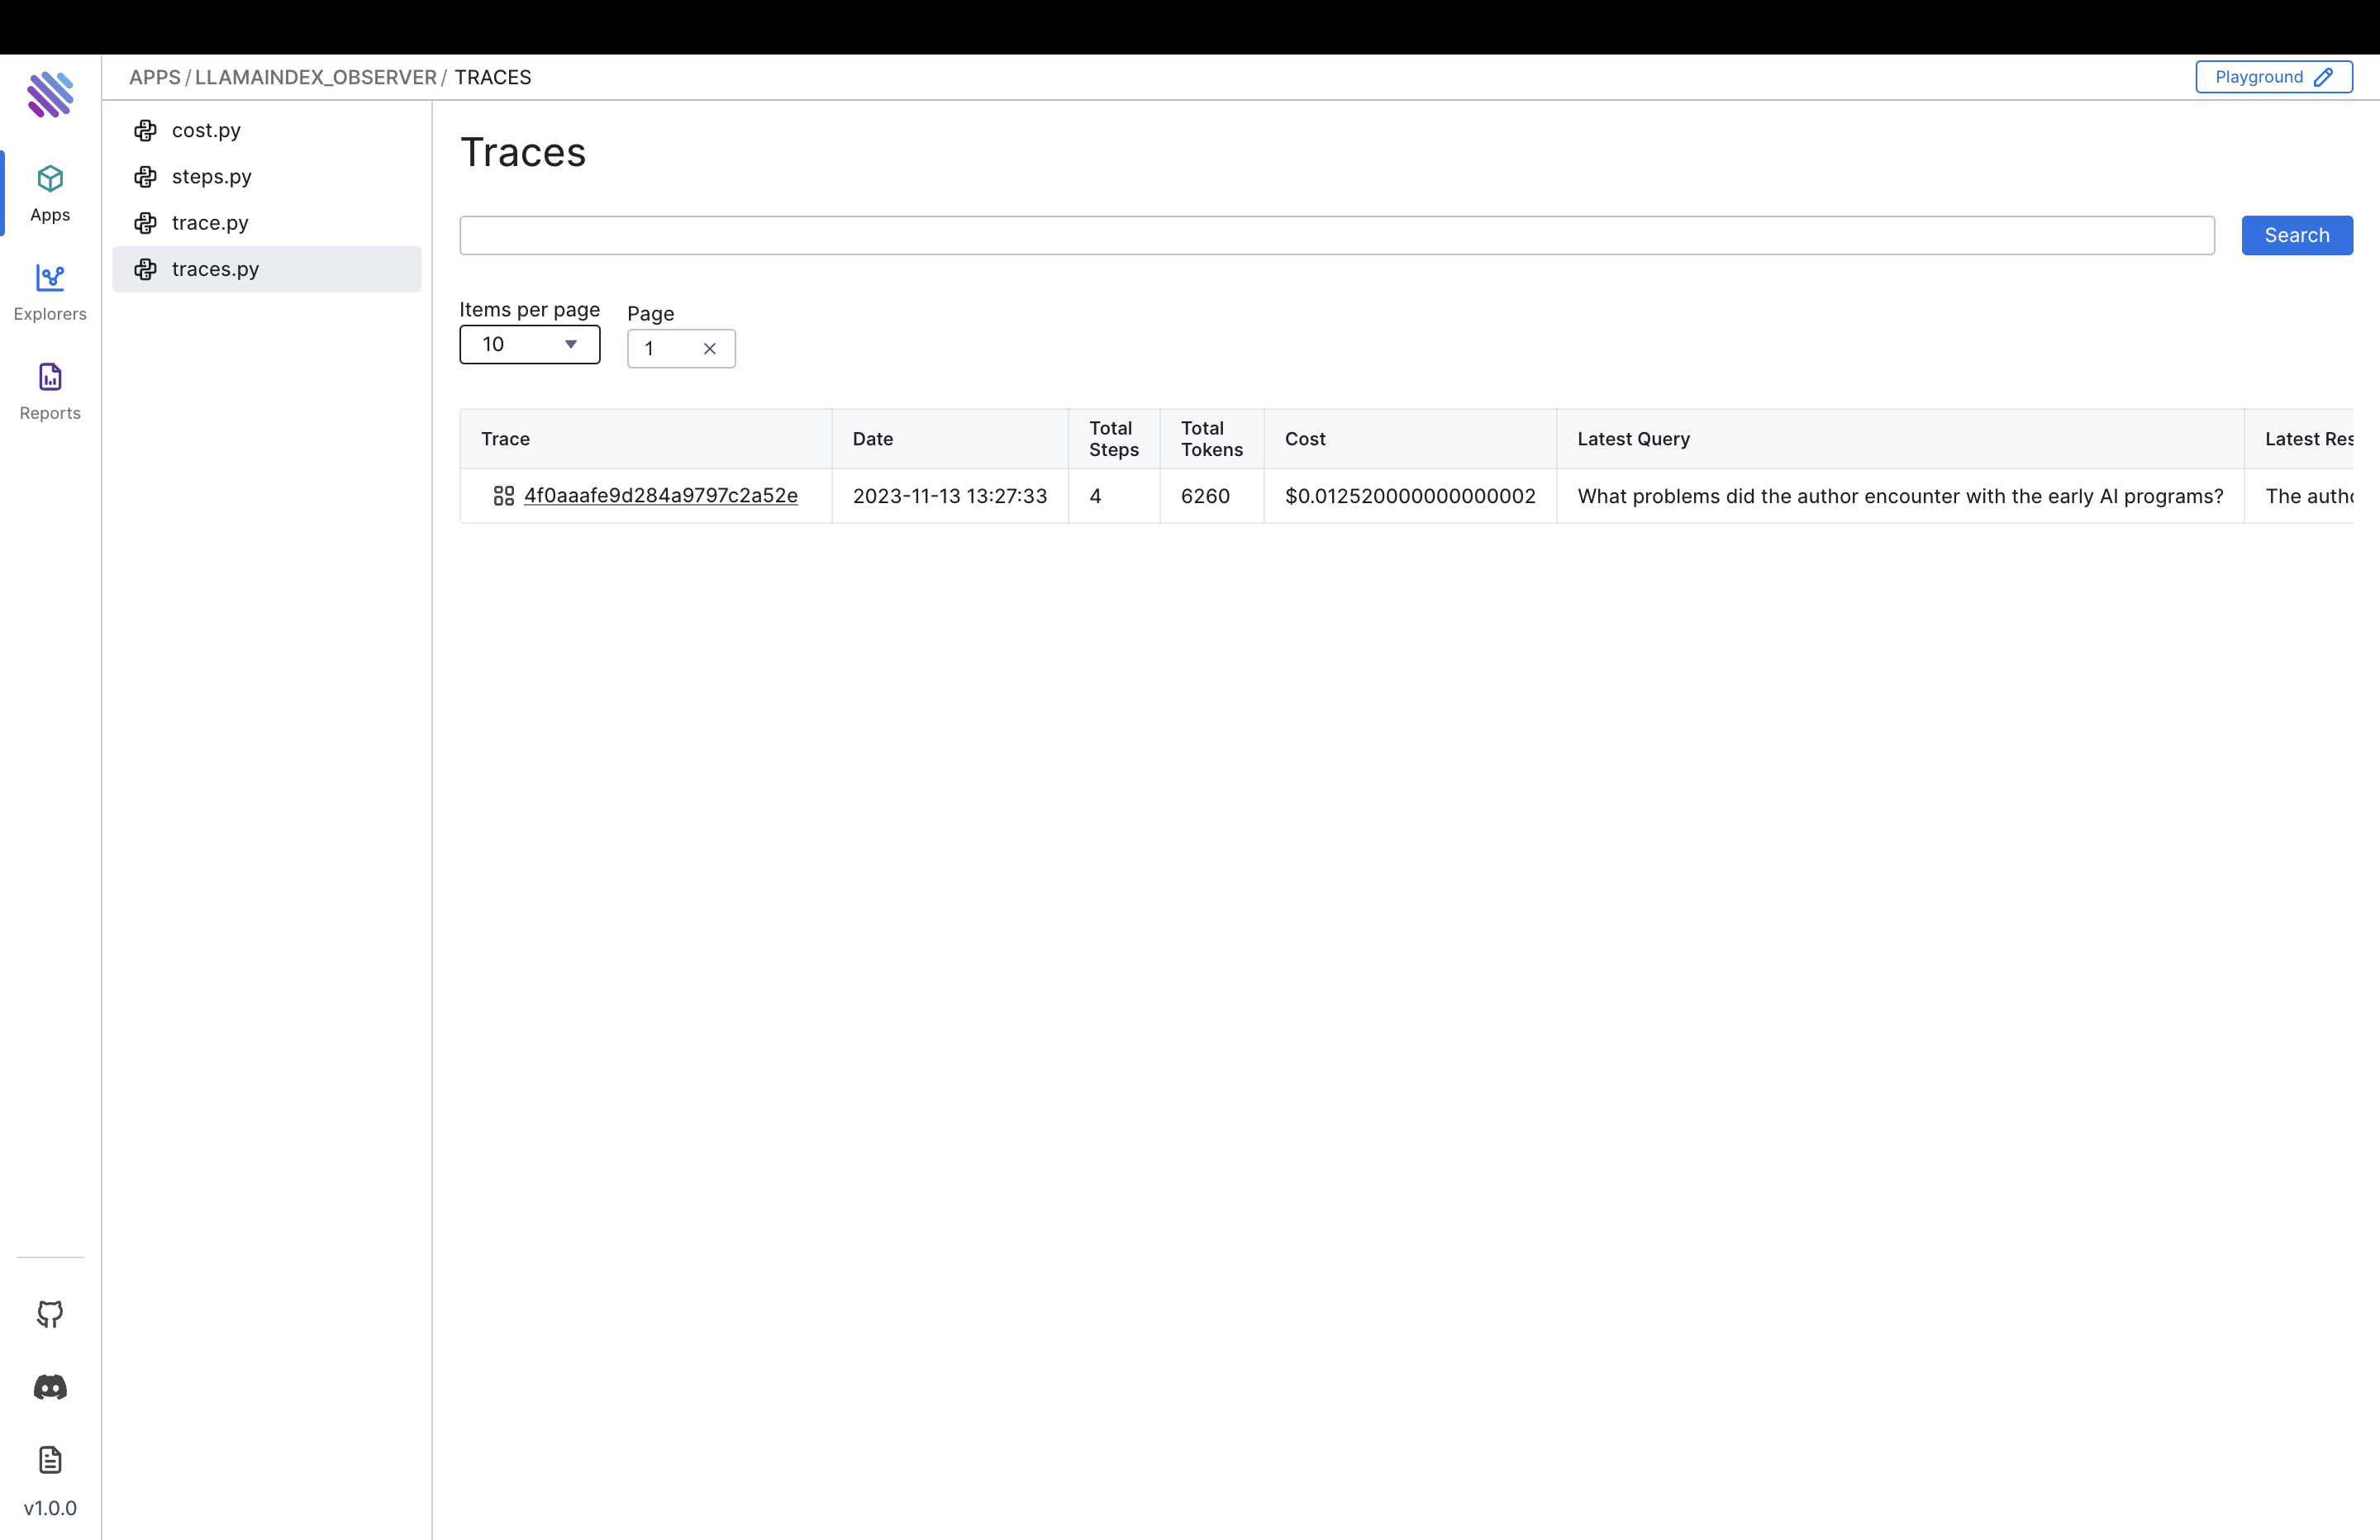 APPS / LLAMAINDEX_OBSERVER / TRACES
Playground
Apps
Explorers
Reports
v1.0.0
cost.py
steps.py
trace.py
traces.py
Traces
Search
Items per page
10
Page
1
Trace Date Total Steps Total Tokens Cost Latest Query Latest Res
4f0aaafe9d284a9797c2a52e 2023-11-13 13:27:33 4 6260 $0.012520000000000002 What problems did the author encounter with the early AI programs? The autho